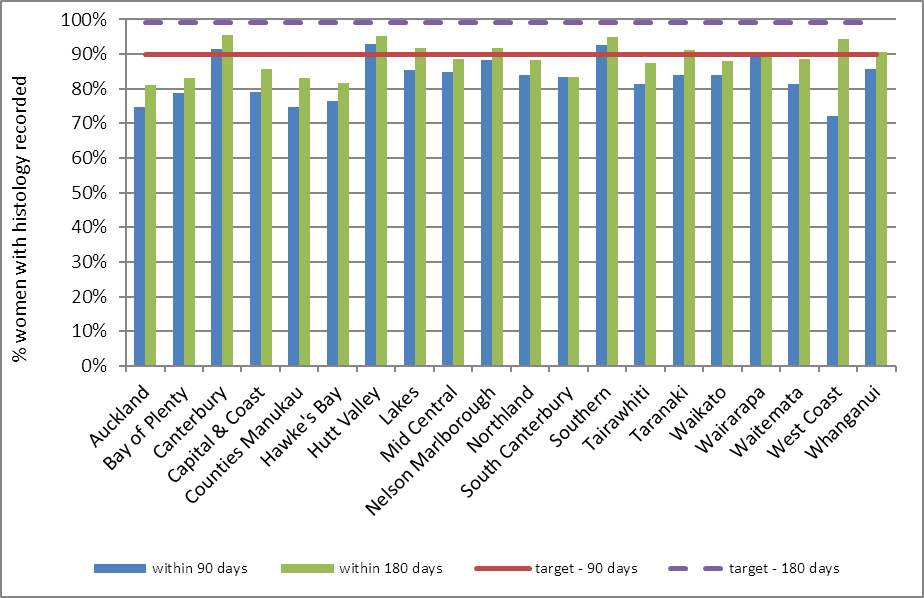 100%
90%
80%
70%
60%
50%
40%
30%
20%
10%
0%
% women with histology recorded
Auckland
Bay of Plenty
Canterbury
Capital & Coast
Counties Manukau
Hawke's Bay
Hutt Valley
Lakes
Mid Central
Nelson Marlborough
Northland
South Canterbury
Southern
Tairawhiti
Taranaki
Waikato
Wairarapa
Waitemata
West Coast
Whanganui
within 90 days within 180 days target - 90 days target - 180 days